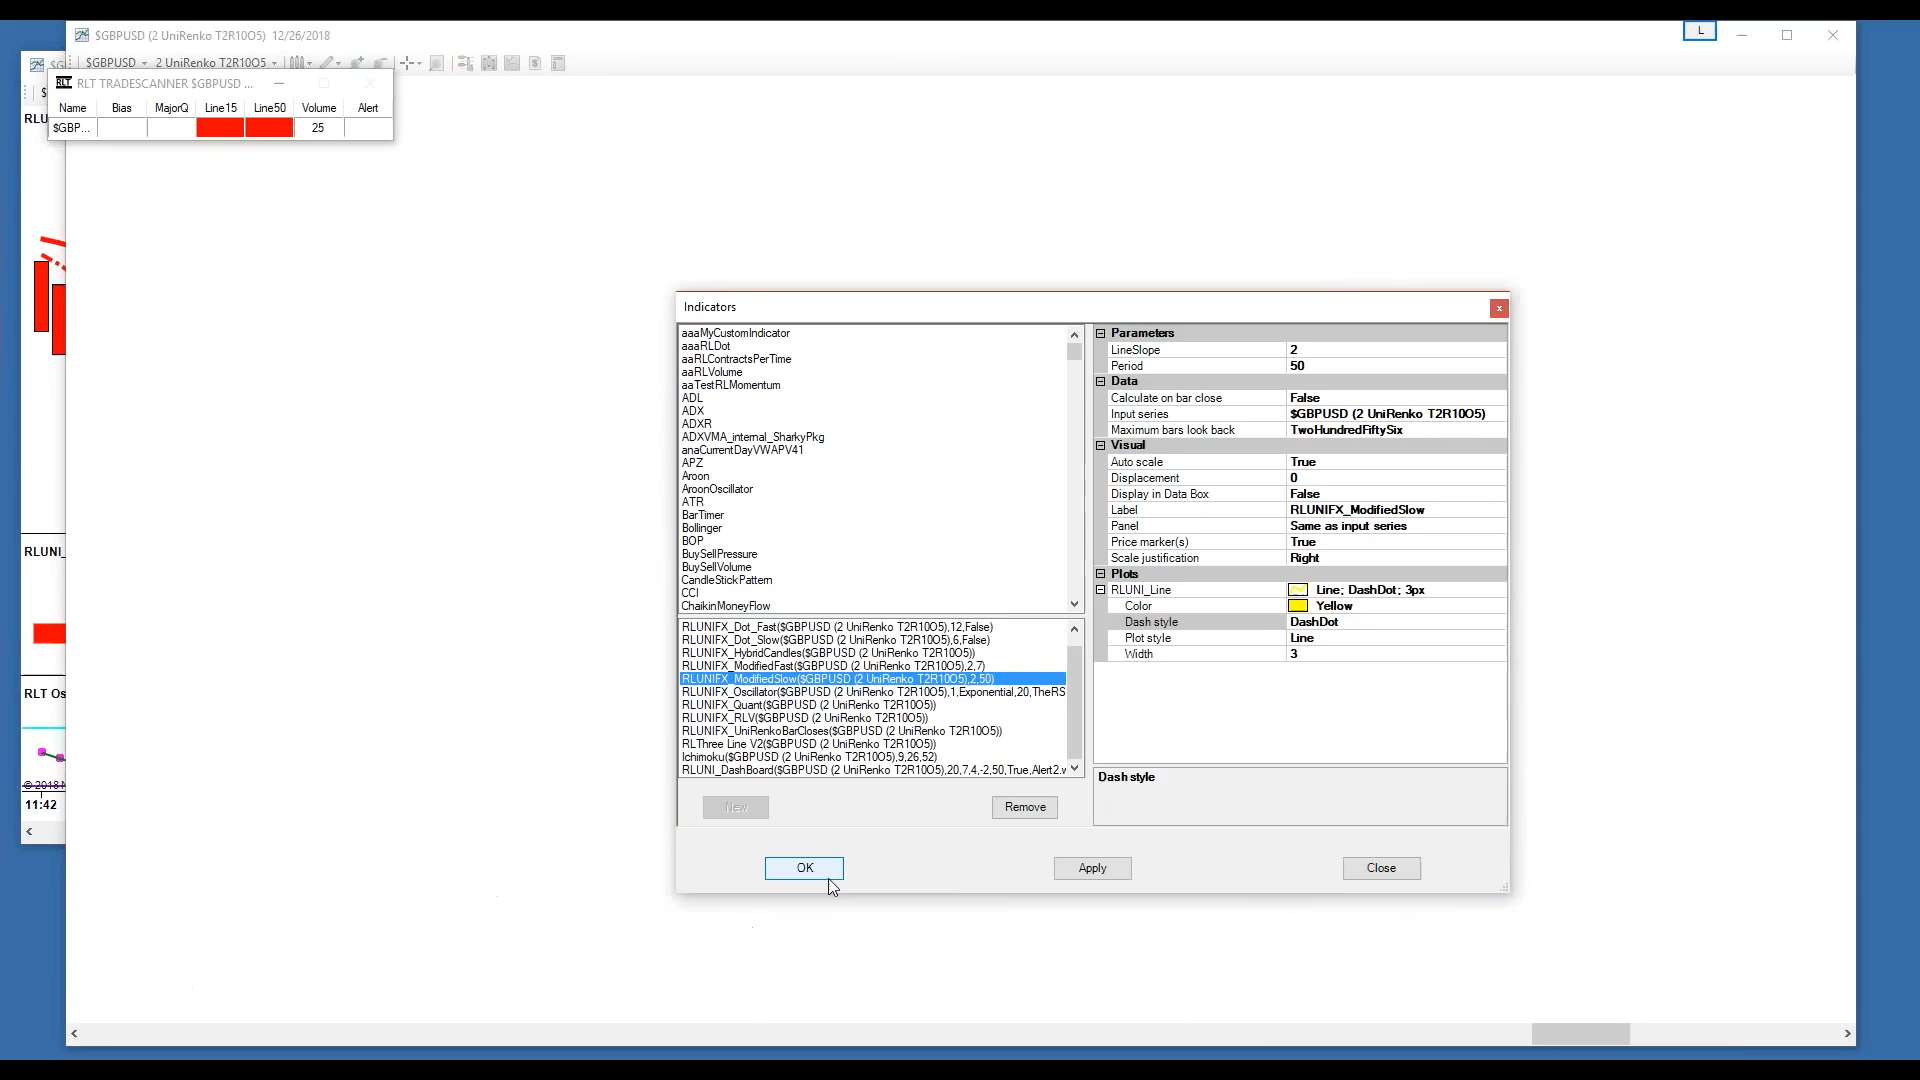 $GBPUSD (2 UniRenko T2R10O5) 12/26/2018
L
$GBPUSD 2 UniRenko T2R10O5
RLT TRADESCANNER $GBPUSD ...
Name Bias MajorQ Line15 Line50 Volume Alert
$GBP... 25
RLU
RLUNI_
RLT Os
© 2018 N
11:42
Indicators
aaaMyCustomIndicator
aaaRLDot
aaRLContractsPerTime
aaRLVolume
aaTestRLMomentum
ADL
ADX
ADXR
ADXVMA_internal_SharkyPkg
anaCurrentDayVWAPV41
APZ
Aroon
AroonOscillator
ATR
BarTimer
Bollinger
BOP
BuySellPressure
BuySellVolume
CandleStickPattern
CCI
ChaikinMoneyFlow
RLUNIFX_Dot_Fast($GBPUSD (2 UniRenko T2R10O5),12,False)
RLUNIFX_Dot_Slow($GBPUSD (2 UniRenko T2R10O5),6,False)
RLUNIFX_HybridCandles($GBPUSD (2 UniRenko T2R10O5))
RLUNIFX_ModifiedFast($GBPUSD (2 UniRenko T2R10O5),2,7)
RLUNIFX_ModifiedSlow($GBPUSD (2 UniRenko T2R10O5),2,50)
RLUNIFX_Oscillator($GBPUSD (2 UniRenko T2R10O5),1,Exponential,20,TheRS
RLUNIFX_Quant($GBPUSD (2 UniRenko T2R10O5))
RLUNIFX_RLV($GBPUSD (2 UniRenko T2R10O5))
RLUNIFX_UniRenkoBarCloses($GBPUSD (2 UniRenko T2R10O5))
RLThree Line V2($GBPUSD (2 UniRenko T2R10O5))
Ichimoku($GBPUSD (2 UniRenko T2R10O5),9,26,52)
RLUNI_DashBoard($GBPUSD (2 UniRenko T2R10O5),20,7,4,-2,50,True,Alert2.w
New Remove
Parameters
LineSlope 2
Period 50
Data
Calculate on bar close False
Input series $GBPUSD (2 UniRenko T2R10O5)
Maximum bars look back TwoHundredFiftySix
Visual
Auto scale True
Displacement 0
Display in Data Box False
Label RLUNIFX_ModifiedSlow
Panel Same as input series
Price marker(s) True
Scale justification Right
Plots
RLUNI_Line Line; DashDot; 3px
Color Yellow
Dash style DashDot
Plot style Line
Width 3
Dash style
OK Apply Close